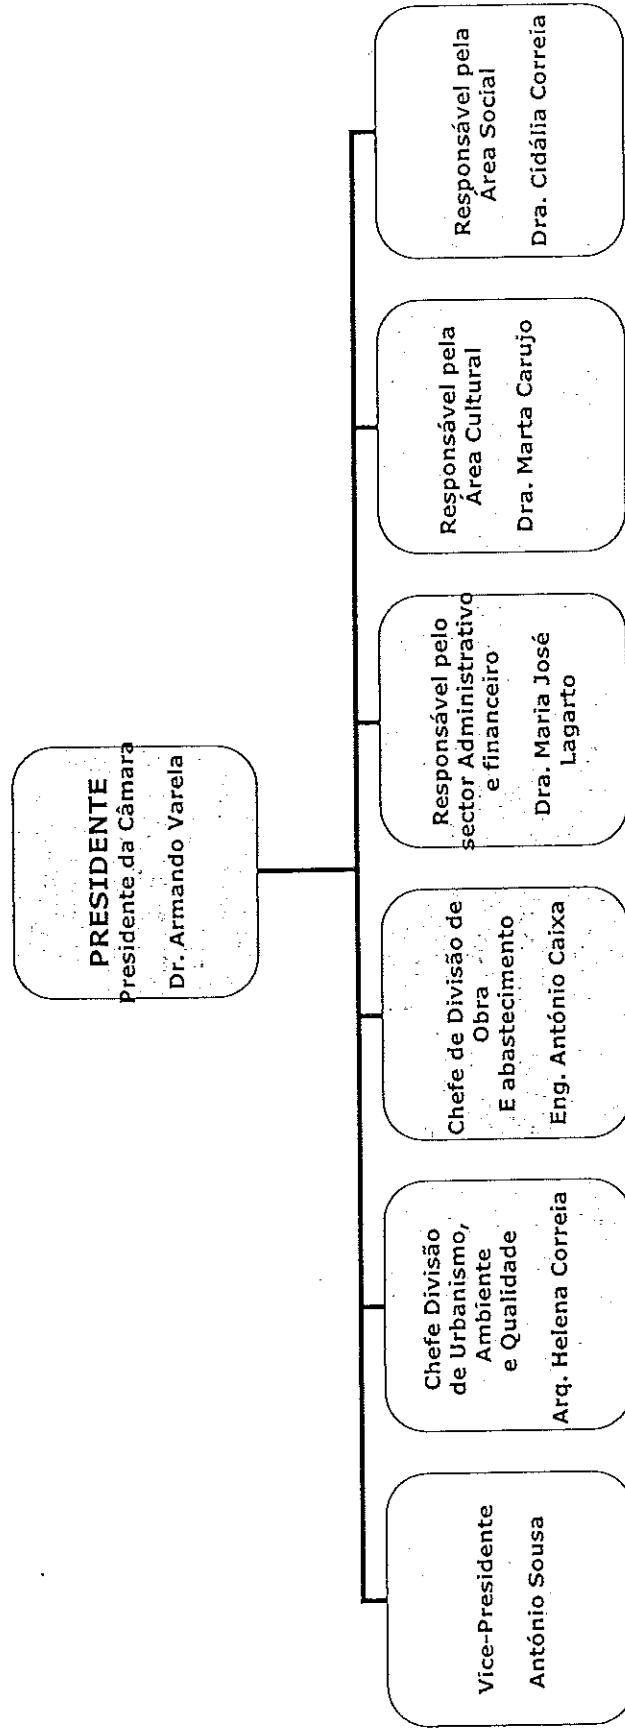 PRESIDENTE
Presidente da Câmara
Dr. Armando Varela
Vice-Presidente
António Sousa
Chefe Divisão
de Urbanismo,
Ambiente
e Qualidade
Arq. Helena Correia
Chefe de Divisão de
Obra
E abastecimento
Eng. António Caixa
Responsável pelo
sector Administrativo
e financeiro
Dra. Maria José
Lagarto
Responsável pela
Área Cultural
Dra. Marta Carujo
Responsável pela
Área Social
Dra. Cidália Correia